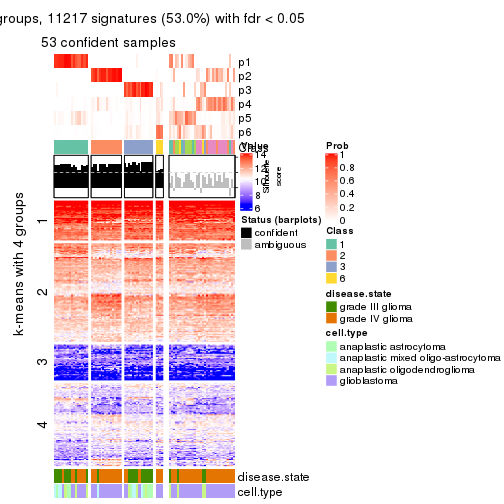 groups, 11217 signatures (53.0%) with fdr < 0.05
53 confident samples
p1
p2
p3
p4
p5
p6
Class
Value
14
12
10
8
6
Silhouette
score
Status (barplots)
confident
ambiguous
Prob
1
0.8
0.6
0.4
0.2
0
Class
1
2
3
6
disease.state
grade III glioma
grade IV glioma
cell.type
anaplastic astrocytoma
anaplastic mixed oligo-astrocytoma
anaplastic oligodendroglioma
glioblastoma
k-means with 4 groups
1
2
3
4
disease.state
cell.type